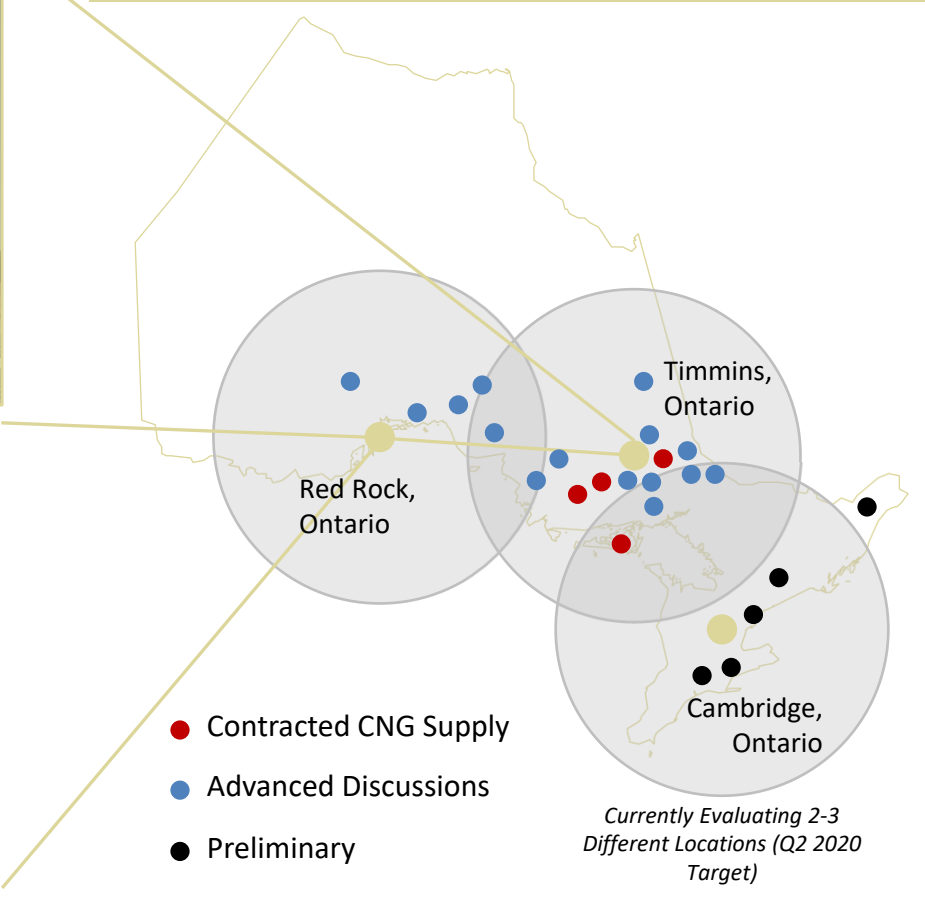 Timmins,
Ontario
Red Rock,
Ontario
Cambridge,
Ontario
Contracted CNG Supply
Advanced Discussions
Preliminary
Currently Evaluating 2-3
Different Locations (Q2 2020
Target)